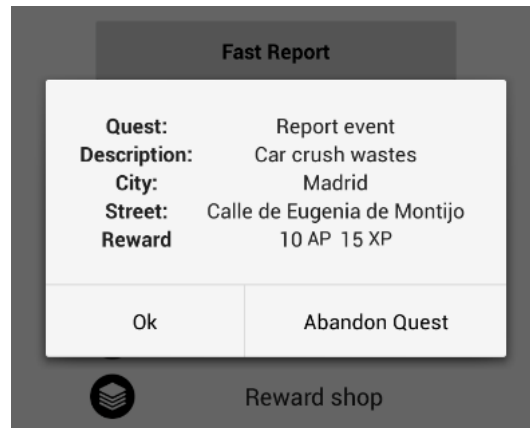 Fast Report
Quest: Report event
Description: Car crush wastes
City: Madrid
Street: Calle de Eugenia de Montijo
Reward 10 AP 15 XP
Ok Abandon Quest
Reward shop